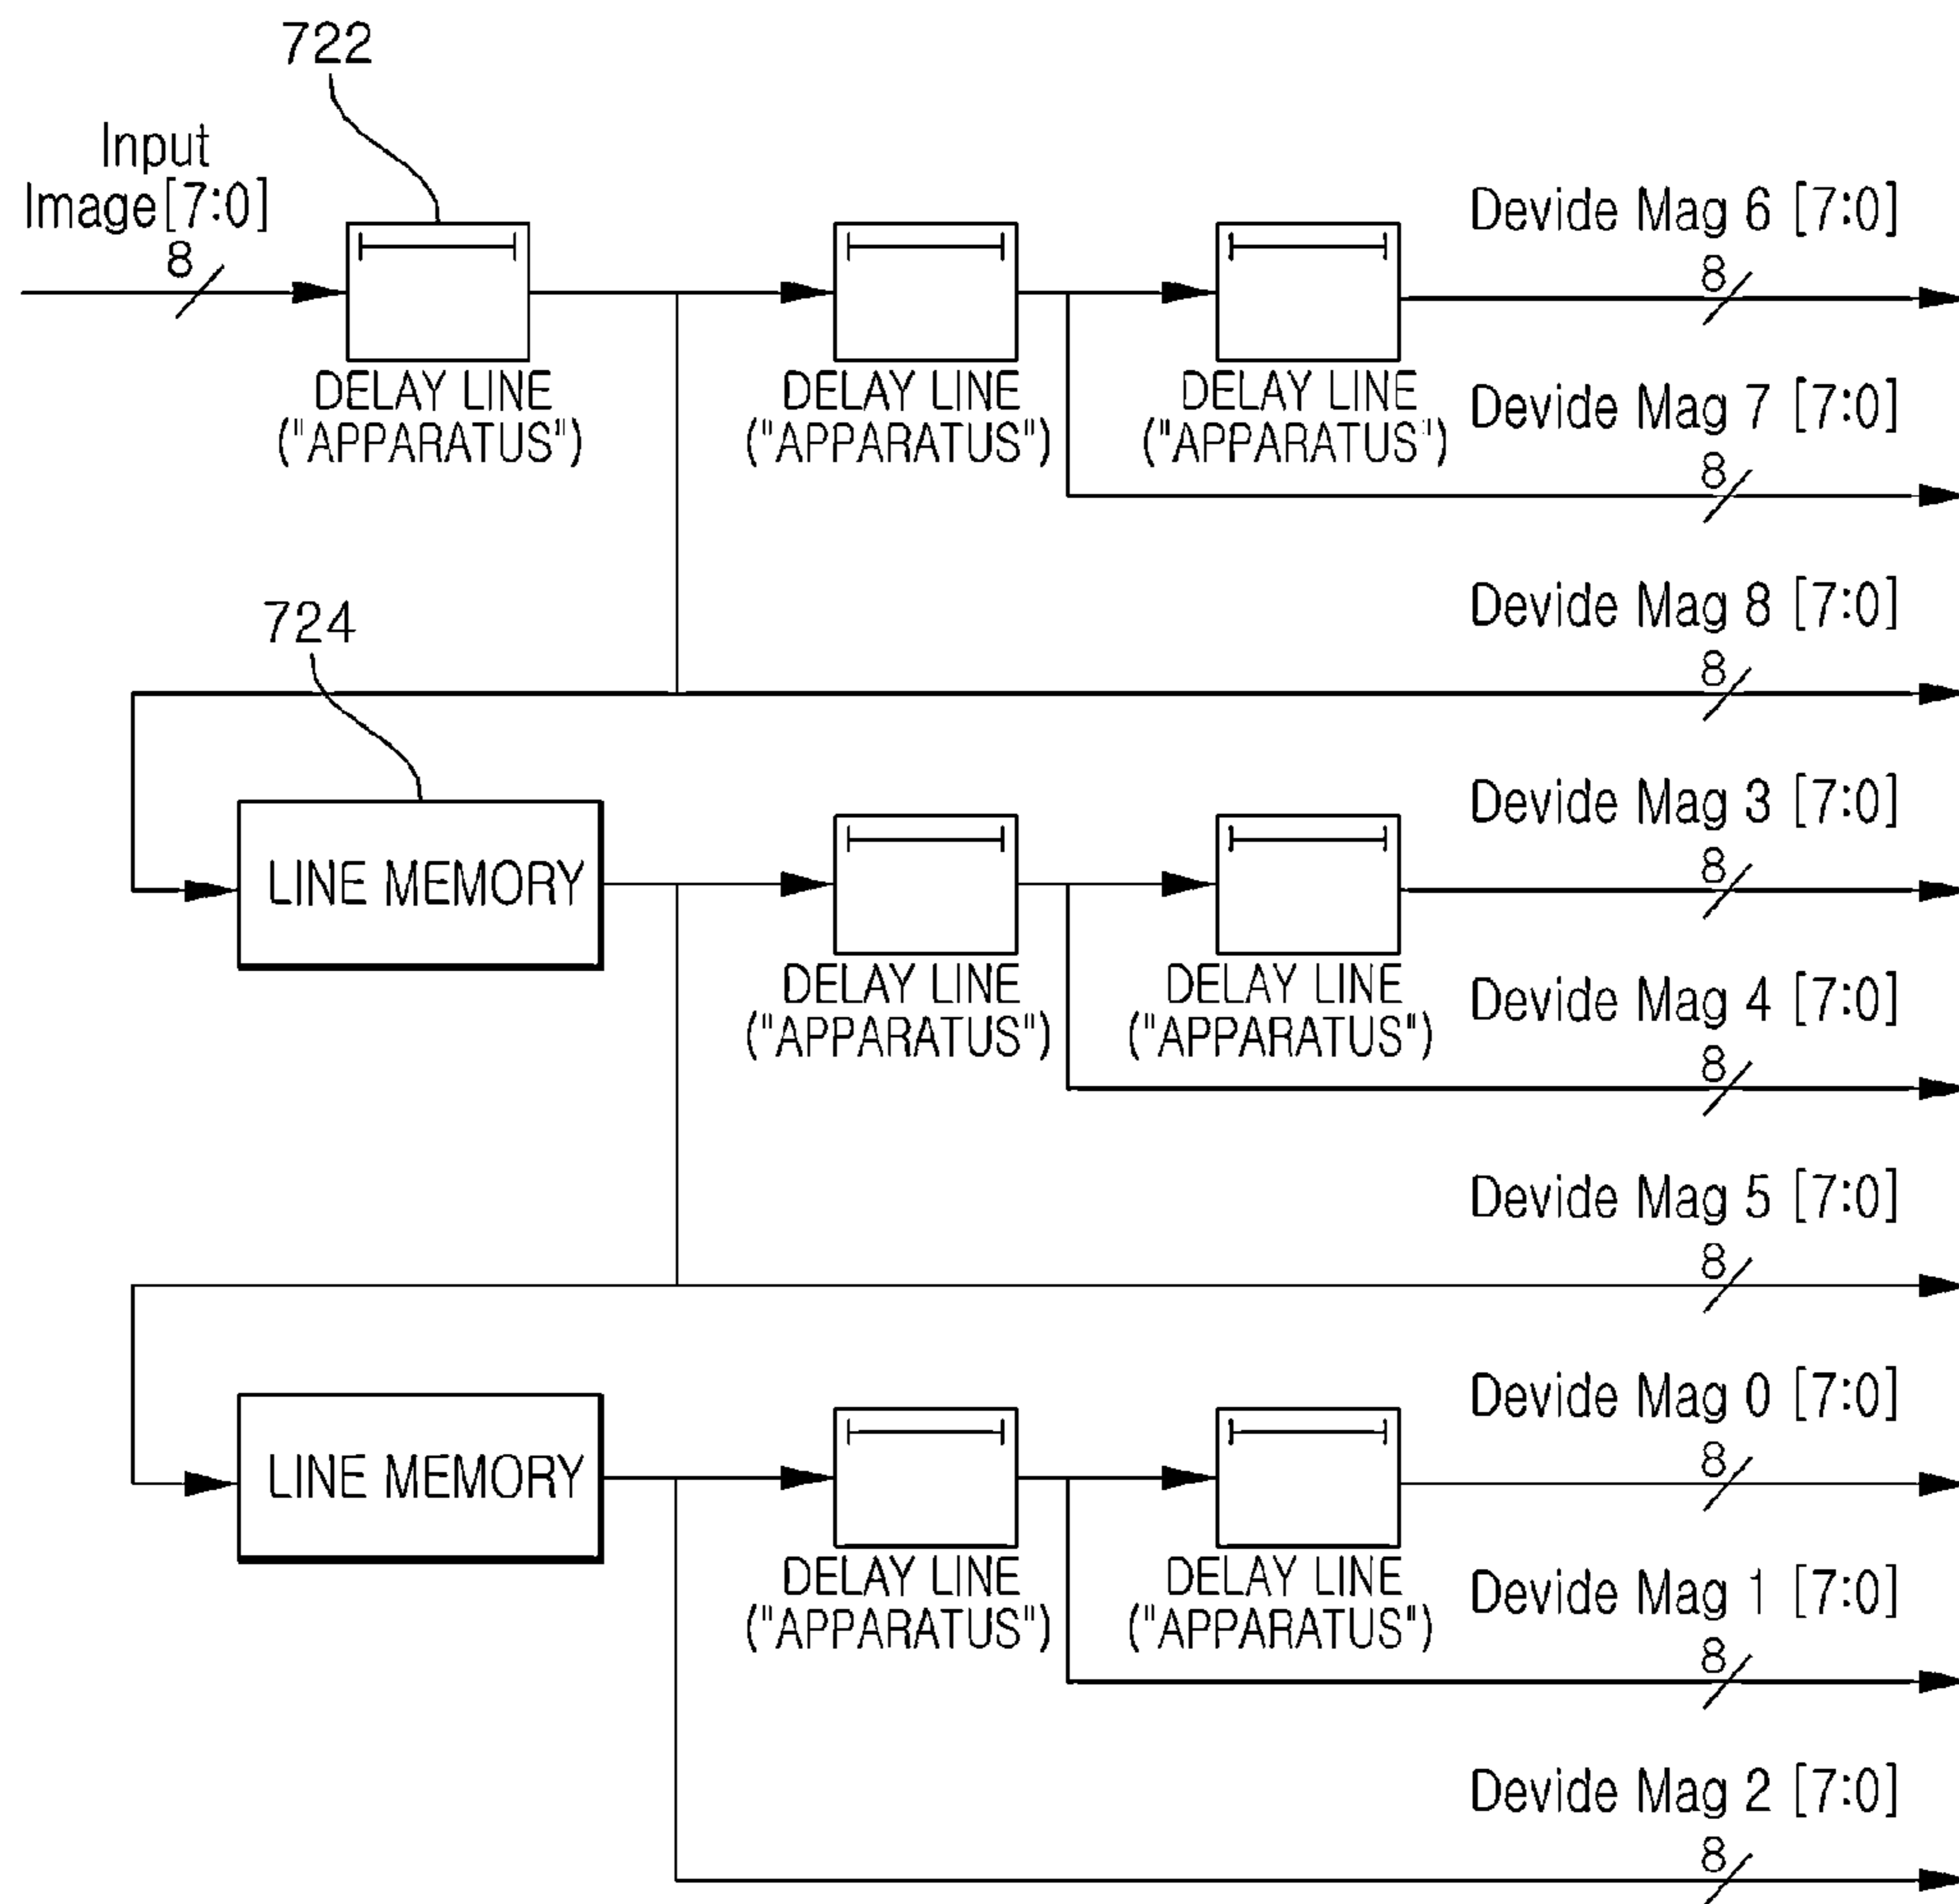 722
Input
Image[7:0]
8
Devide Mag 6 [7:0]
8
DELAY LINE
("APPARATUS")
DELAY LINE
("APPARATUS")
DELAY LINE
("APPARATUS")
Devide Mag 7 [7:0]
8
Devide Mag 8 [7:0]
8
724
LINE MEMORY
Devide Mag 3 [7:0]
8
DELAY LINE
("APPARATUS")
DELAY LINE
("APPARATUS")
Devide Mag 4 [7:0]
8
Devide Mag 5 [7:0]
8
LINE MEMORY
Devide Mag 0 [7:0]
8
DELAY LINE
("APPARATUS")
DELAY LINE
("APPARATUS")
Devide Mag 1 [7:0]
8
Devide Mag 2 [7:0]
8